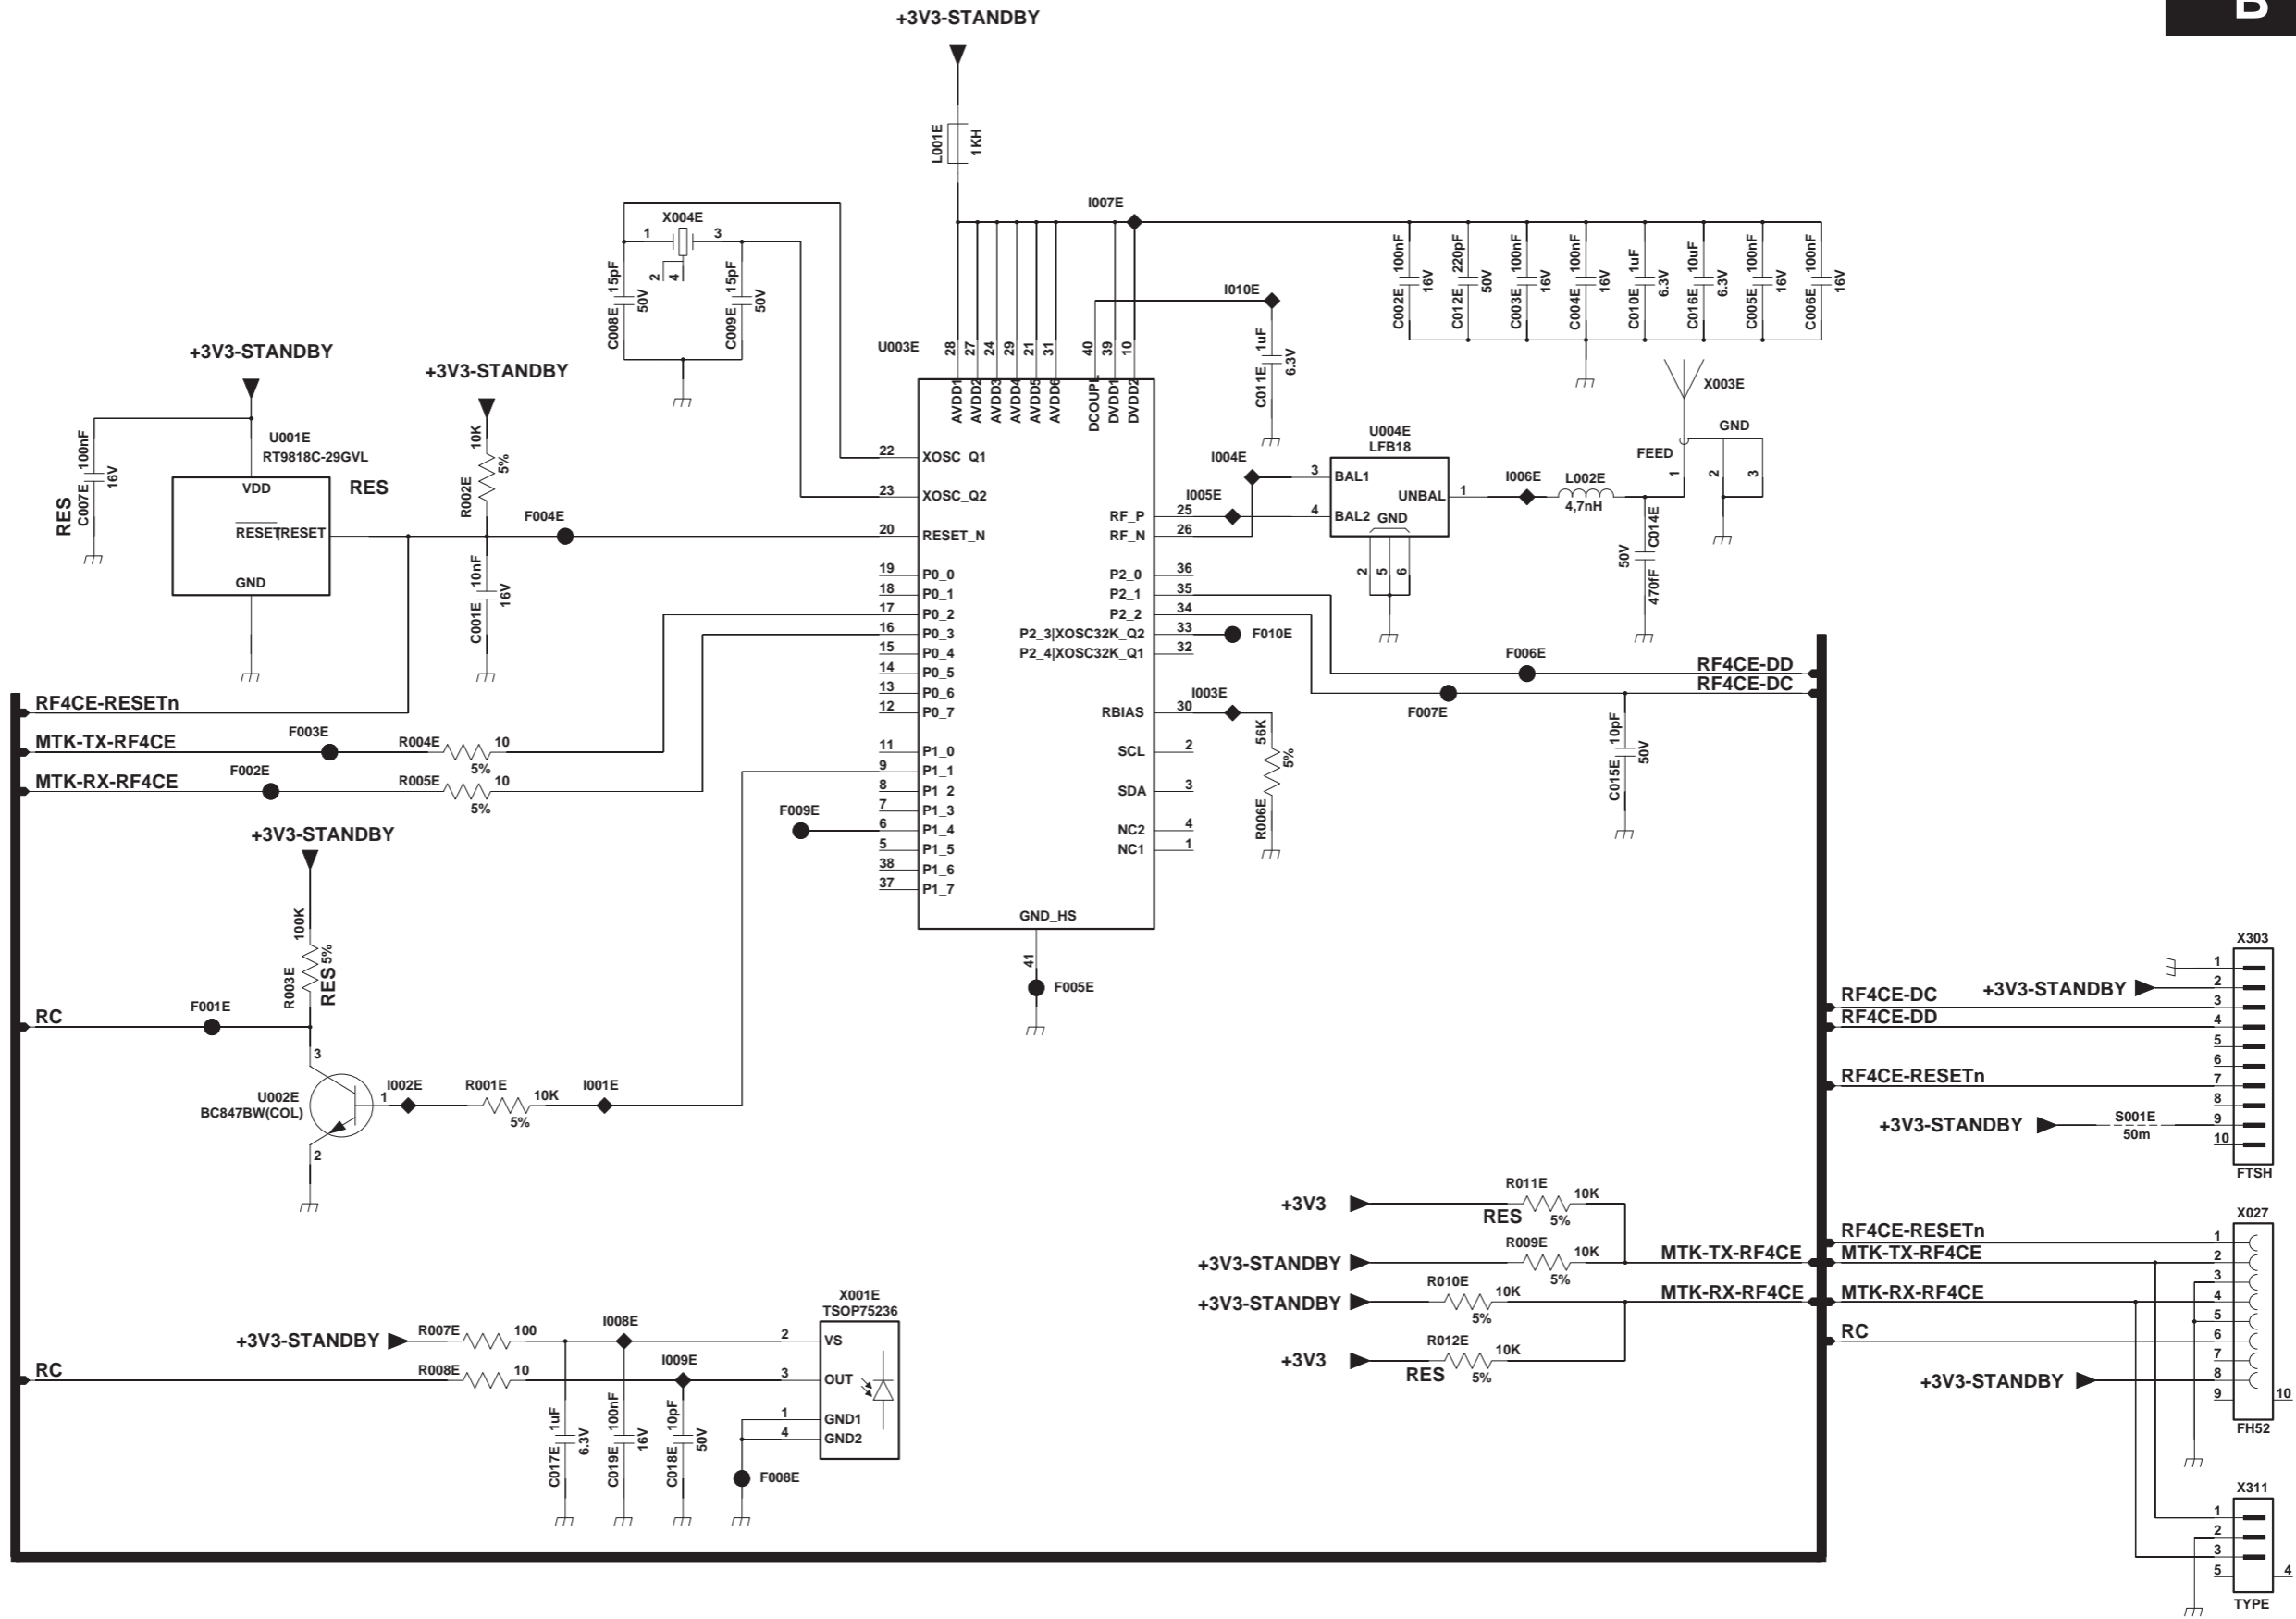 B
+3V3-STANDBY
L001E
1KH
I007E
X004E
1
3
2
4
C008E
15pF
50V
C009E
15pF
50V
C002E
100nF
16V
C012E
220pF
50V
C003E
100nF
16V
C004E
100nF
16V
C010E
1uF
6.3V
C016E
10uF
6.3V
C005E
100nF
16V
C006E
100nF
16V
I010E
C011E
1uF
6.3V
+3V3-STANDBY
+3V3-STANDBY
RES
C007E
100nF
16V
U001E
RT9818C-29GVL
VDD
RES
RESET
RESET
GND
10K
5%
R002E
F004E
C001E
10nF
16V
U003E
28
27
24
29
21
31
40
39
10
AVDD1
AVDD2
AVDD3
AVDD4
AVDD5
AVDD6
DCOUPL
DVDD1
DVDD2
22
XOSC_Q1
23
XOSC_Q2
20
RESET_N
19
P0_0
18
P0_1
17
P0_2
16
P0_3
15
P0_4
14
P0_5
13
P0_6
12
P0_7
11
P1_0
9
P1_1
8
P1_2
7
P1_3
6
P1_4
5
P1_5
38
P1_6
37
P1_7
RF_P
25
RF_N
26
P2_0
36
P2_1
35
P2_2
34
P2_3|XOSC32K_Q2
33
P2_4|XOSC32K_Q1
32
RBIAS
30
SCL
2
SDA
3
NC2
4
NC1
1
GND_HS
41
F005E
I004E
I005E
U004E
LFB18
3
BAL1
4
BAL2
UNBAL
1
GND
2
5
6
I006E
L002E
4,7nH
X003E
GND
FEED
1
2
3
C014E
50V
470fF
F010E
F006E
RF4CE-DD
RF4CE-DC
F007E
C015E
10pF
50V
I003E
56K
5%
R006E
F009E
RF4CE-RESETn
MTK-TX-RF4CE
F003E
R004E
10
5%
MTK-RX-RF4CE
F002E
R005E
10
5%
+3V3-STANDBY
100K
5%
R003E
RES
RC
F001E
3
U002E
BC847BW(COL)
1
2
I002E
R001E
10K
5%
I001E
X303
1
2
3
4
5
6
7
8
9
10
FTSH
RF4CE-DC
+3V3-STANDBY
RF4CE-DD
RF4CE-RESETn
+3V3-STANDBY
S001E
50m
+3V3
R011E
10K
RES
5%
+3V3-STANDBY
R009E
10K
5%
MTK-TX-RF4CE
+3V3-STANDBY
R010E
10K
5%
MTK-RX-RF4CE
+3V3
R012E
10K
RES
5%
X027
RF4CE-RESETn
1
MTK-TX-RF4CE
2
3
MTK-RX-RF4CE
4
5
RC
6
7
+3V3-STANDBY
8
9
10
FH52
X001E
TSOP75236
+3V3-STANDBY
R007E
100
I008E
2
VS
RC
R008E
10
I009E
3
OUT
1
GND1
4
GND2
C017E
1uF
6.3V
C019E
100nF
16V
C018E
10pF
50V
F008E
X311
1
2
3
5
4
TYPE